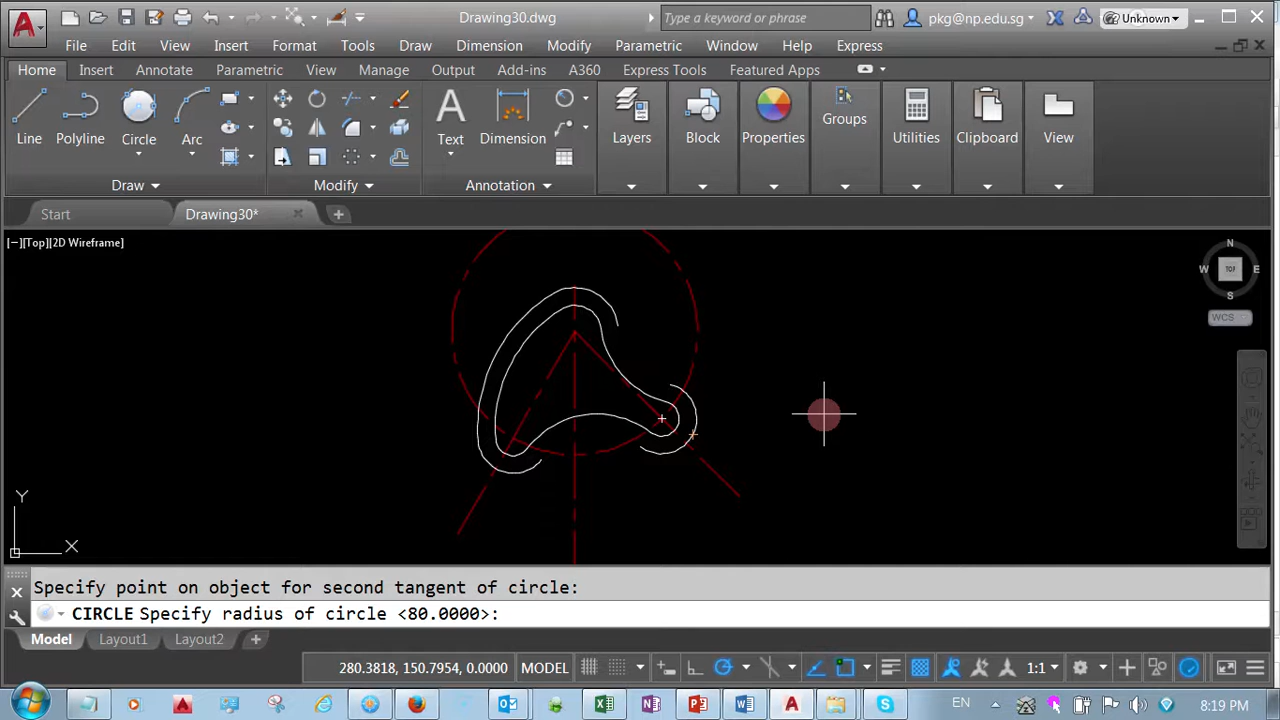 Drawing30.dwg
Type a keyword or phrase
pkg@np.edu.sg
Unknown
File Edit View Insert Format Tools Draw Dimension Modify Parametric Window Help Express
Home Insert Annotate Parametric View Manage Output Add-ins A360 Express Tools Featured Apps
A
Line Polyline Circle Arc Text Dimension Layers Block Properties Groups Utilities Clipboard View
Draw Modify Annotation
Start Drawing30*
[−][Top][2D Wireframe]
N
W TOP E
S
WCS
Y
X
Specify point on object for second tangent of circle:
CIRCLE Specify radius of circle <80.0000>:
Model Layout1 Layout2
280.3818, 150.7954, 0.0000 MODEL 1:1
EN 8:19 PM